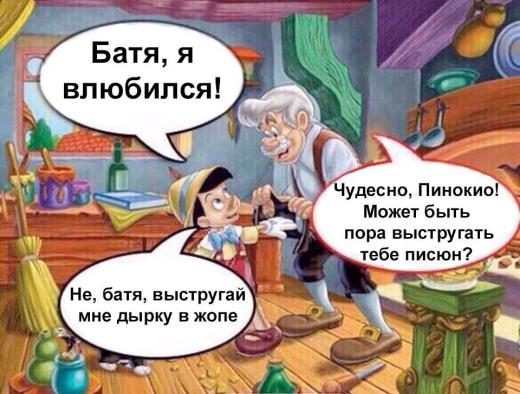 Батя, я
влюбился!
Чудесно, Пинокио!
Может быть
пора выстругать
тебе писюн?
Не, батя, выстругай
мне дырку в жопе